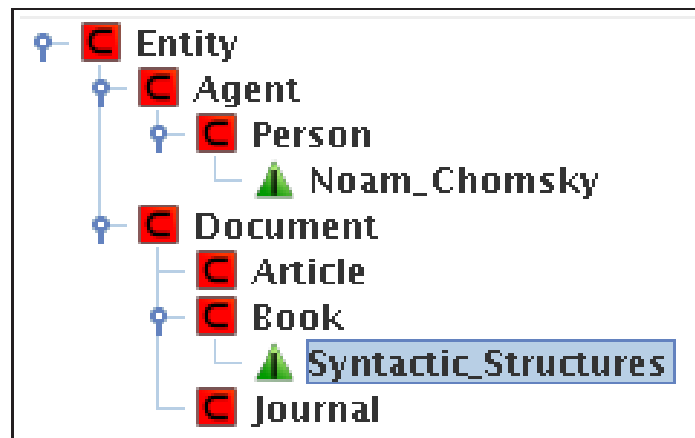 Entity
Agent
Person
Noam_Chomsky
Document
Article
Book
Syntactic_Structures
Journal